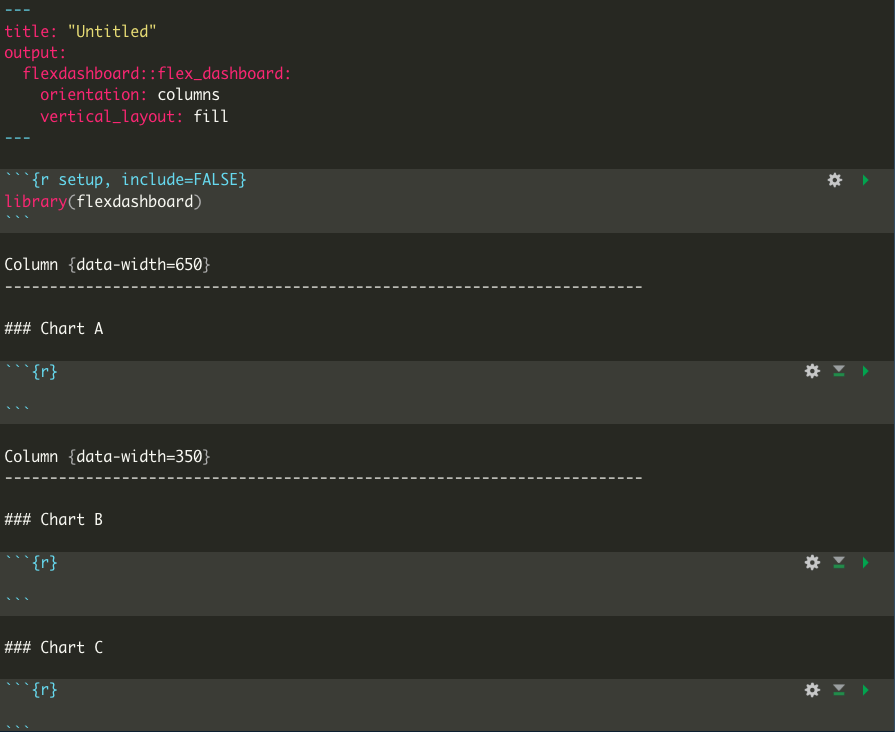 ---
title: "Untitled"
output:
  flexdashboard::flex_dashboard:
    orientation: columns
    vertical_layout: fill
---
```{r setup, include=FALSE}
library(flexdashboard)
```
Column {data-width=650}
-----------------------------------------------------------------------
### Chart A
```{r}
```
Column {data-width=350}
-----------------------------------------------------------------------
### Chart B
```{r}
```
### Chart C
```{r}
```